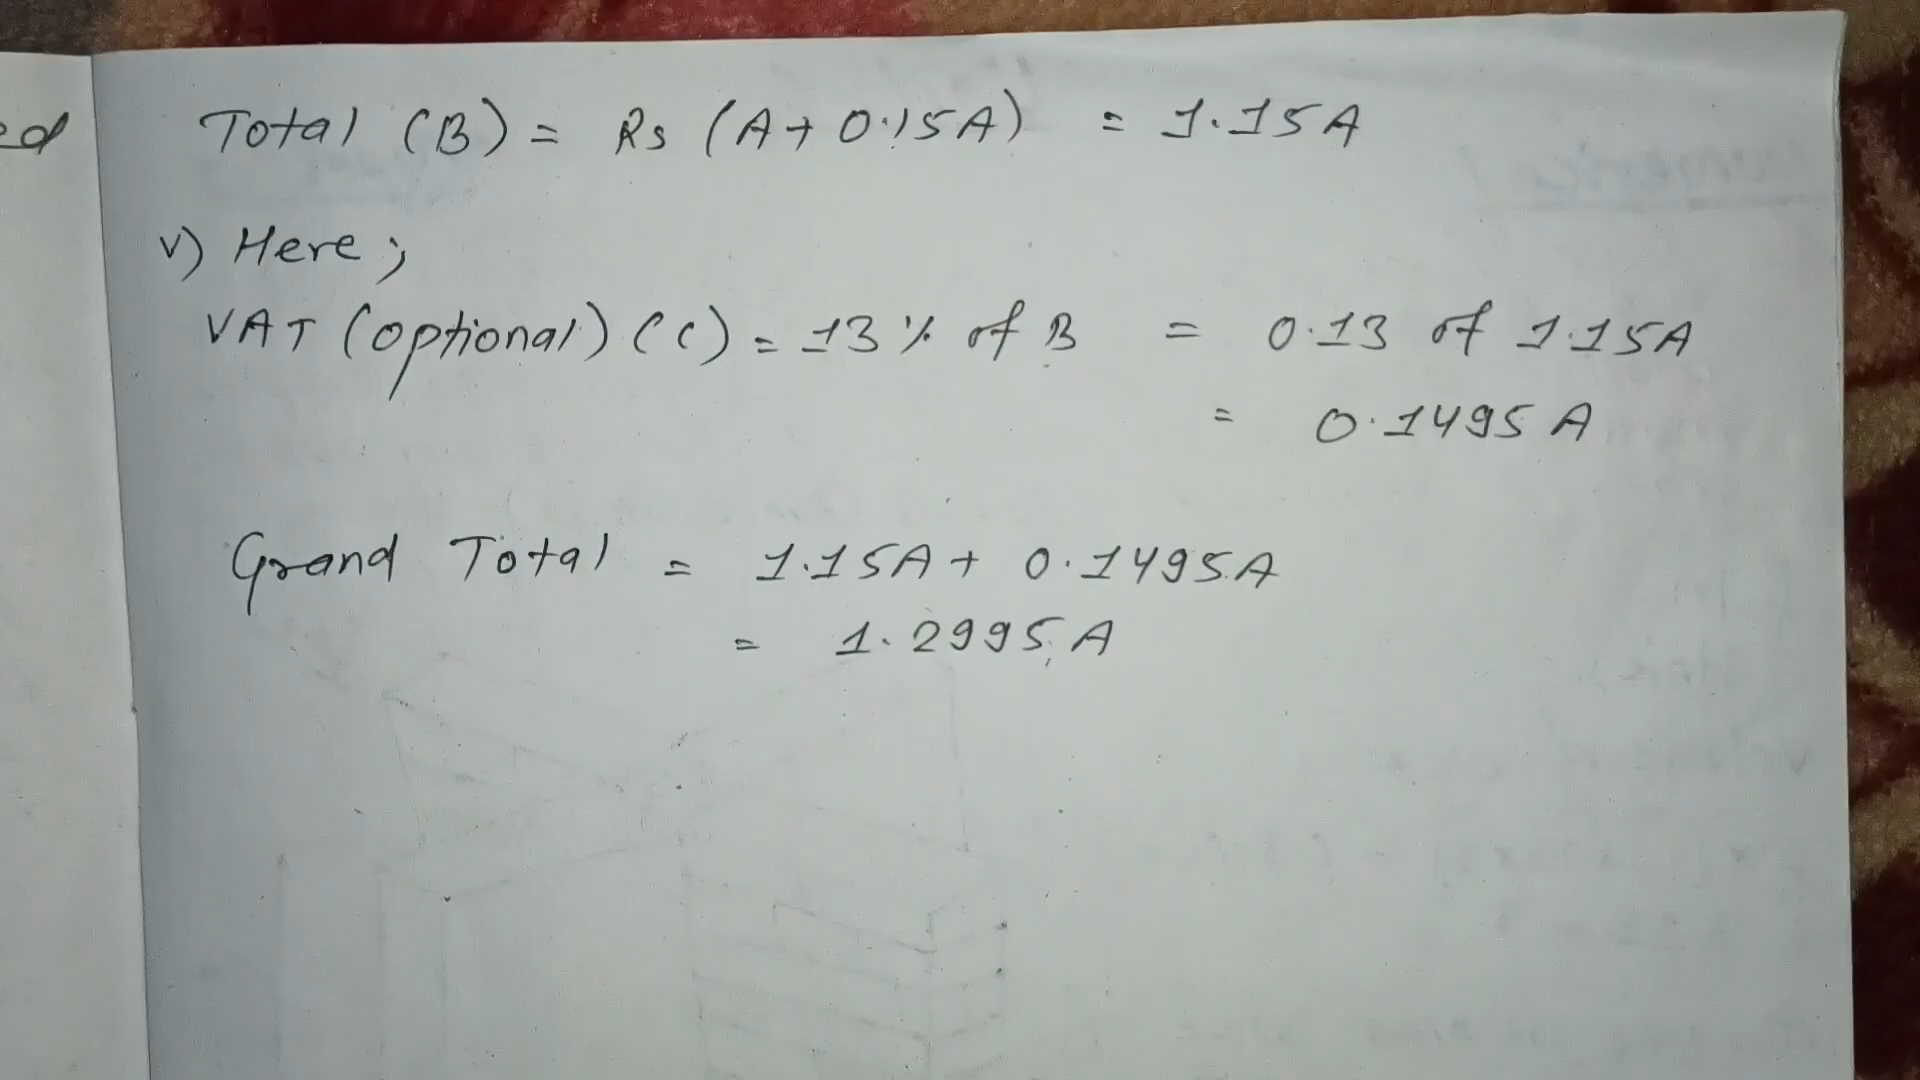 Total (B) = Rs (A+ 0.15A) = 1.15A
v) Here;
VAT (optional) (C) = 13% of B = 0.13 of 1.15A
= 0.1495 A
Grand Total = 1.15A + 0.1495A
= 1.2995 A